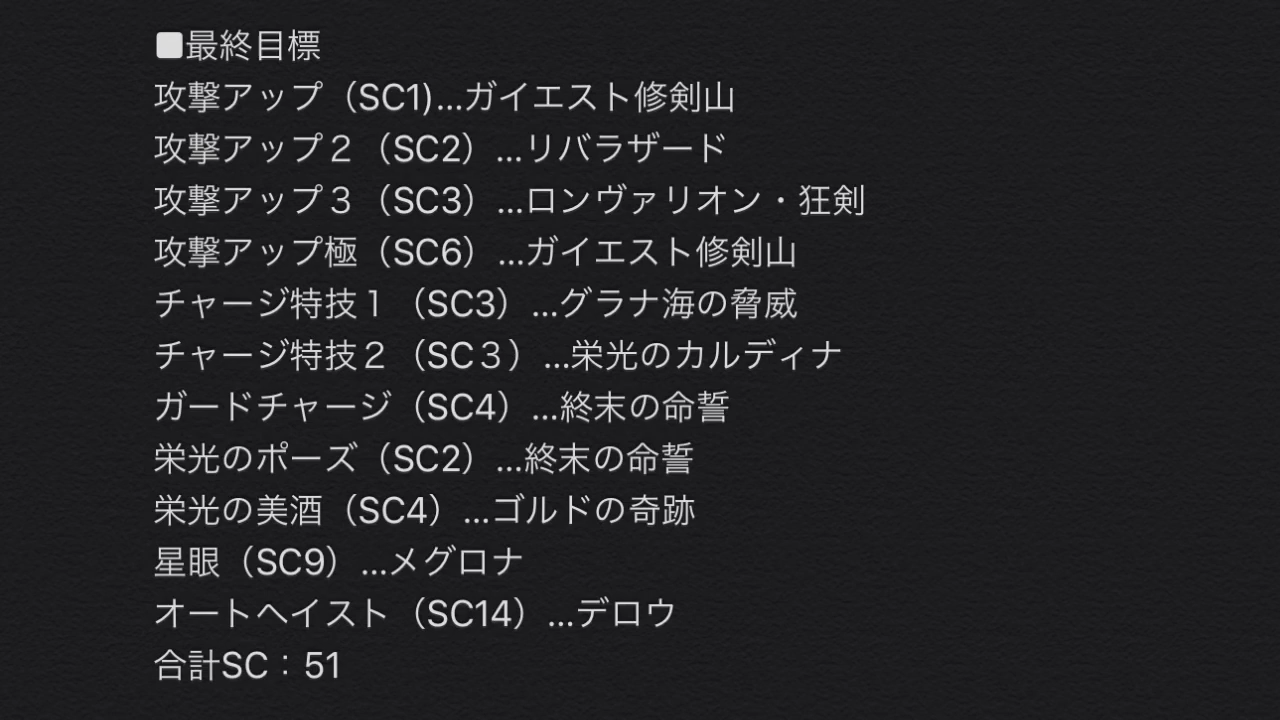 ■最終目標
攻撃アップ（SC1)…ガイエスト修剣山
攻撃アップ２（SC2）…リバラザード
攻撃アップ３（SC3）…ロンヴァリオン・狂剣
攻撃アップ極（SC6）…ガイエスト修剣山
チャージ特技１（SC3）…グラナ海の脅威
チャージ特技２（SC３）…栄光のカルディナ
ガードチャージ（SC4）…終末の命誓
栄光のポーズ（SC2）…終末の命誓
栄光の美酒（SC4）…ゴルドの奇跡
星眼（SC9）…メグロナ
オートヘイスト（SC14）…デロウ
合計SC：51